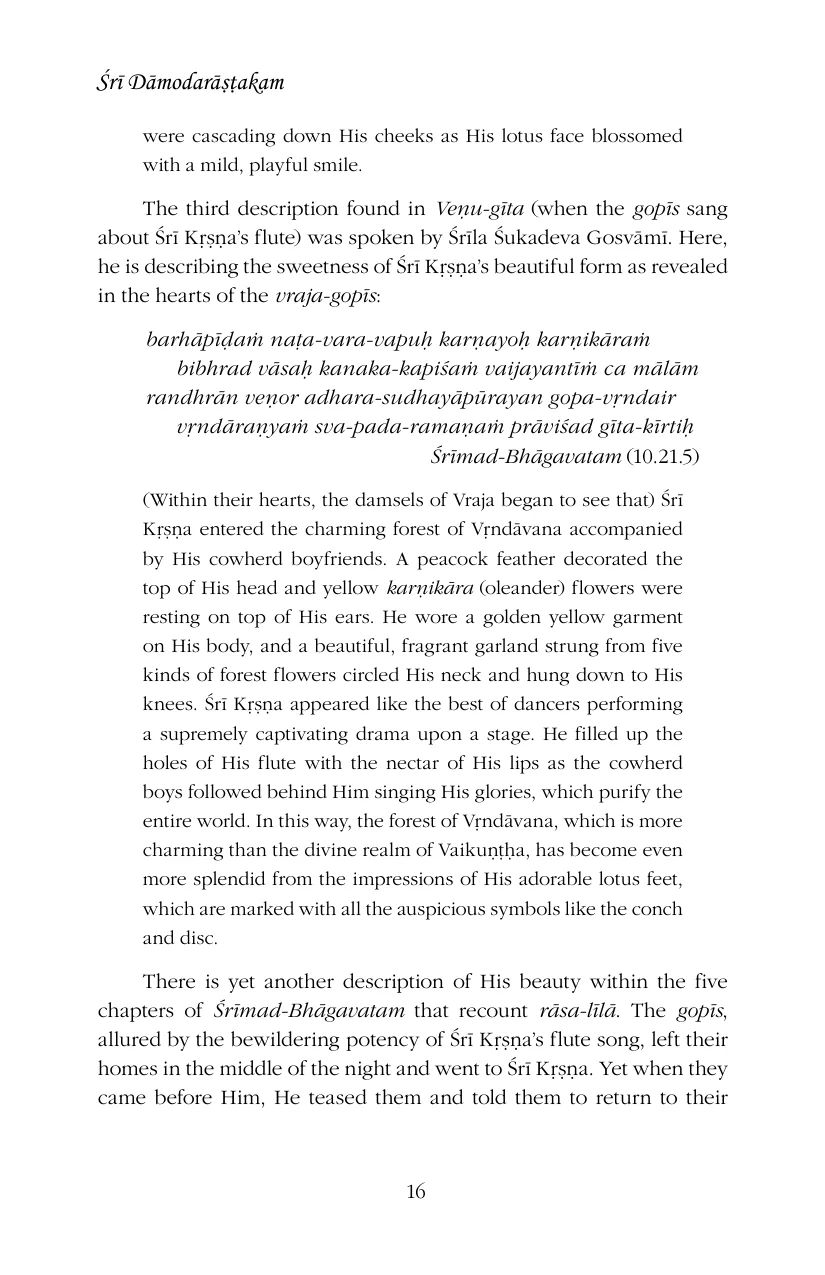 Śrī Dāmodarāṣṭakam
were cascading down His cheeks as His lotus face blossomed
with a mild, playful smile.
The third description found in Veṇu-gīta (when the gopīs sang
about Śrī Kṛṣṇa’s flute) was spoken by Śrīla Śukadeva Gosvāmī. Here,
he is describing the sweetness of Śrī Kṛṣṇa’s beautiful form as revealed
in the hearts of the vraja-gopīs:
barhāpīḍaṁ naṭa-vara-vapuḥ karṇayoḥ karṇikāraṁ
bibhrad vāsaḥ kanaka-kapiśaṁ vaijayantīṁ ca mālām
randhrān veṇor adhara-sudhayāpūrayan gopa-vṛndair
vṛndāraṇyaṁ sva-pada-ramaṇaṁ prāviśad gīta-kīrtiḥ
Śrīmad-Bhāgavatam (10.21.5)
(Within their hearts, the damsels of Vraja began to see that) Śrī
Kṛṣṇa entered the charming forest of Vṛndāvana accompanied
by His cowherd boyfriends. A peacock feather decorated the
top of His head and yellow karṇikāra (oleander) flowers were
resting on top of His ears. He wore a golden yellow garment
on His body, and a beautiful, fragrant garland strung from five
kinds of forest flowers circled His neck and hung down to His
knees. Śrī Kṛṣṇa appeared like the best of dancers performing
a supremely captivating drama upon a stage. He filled up the
holes of His flute with the nectar of His lips as the cowherd
boys followed behind Him singing His glories, which purify the
entire world. In this way, the forest of Vṛndāvana, which is more
charming than the divine realm of Vaikuṇṭha, has become even
more splendid from the impressions of His adorable lotus feet,
which are marked with all the auspicious symbols like the conch
and disc.
There is yet another description of His beauty within the five
chapters of Śrīmad-Bhāgavatam that recount rāsa-līlā. The gopīs,
allured by the bewildering potency of Śrī Kṛṣṇa’s flute song, left their
homes in the middle of the night and went to Śrī Kṛṣṇa. Yet when they
came before Him, He teased them and told them to return to their
16